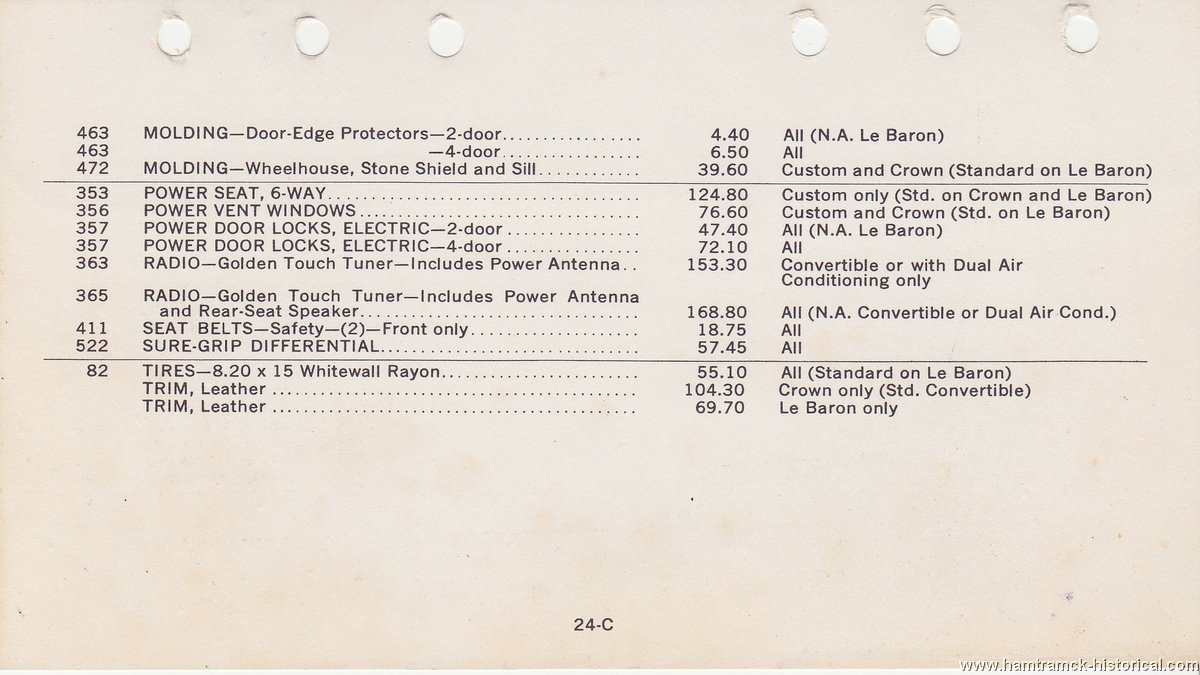 463 MOLDING—Door-Edge Protectors—2-door................. 4.40 All (N.A. Le Baron)
463 —4-door................. 6.50 All
472 MOLDING—Wheelhouse, Stone Shield and Sill............ 39.60 Custom and Crown (Standard on Le Baron)
353 POWER SEAT, 6-WAY................................. 124.80 Custom only (Std. on Crown and Le Baron)
356 POWER VENT WINDOWS.............................. 76.60 Custom and Crown (Std. on Le Baron)
357 POWER DOOR LOCKS, ELECTRIC—2-door ................. 47.40 All (N.A. Le Baron)
357 POWER DOOR LOCKS, ELECTRIC—4-door ................. 72.10 All
363 RADIO—Golden Touch Tuner—Includes Power Antenna.. 153.30 Convertible or with Dual Air
Conditioning only
365 RADIO—Golden Touch Tuner—Includes Power Antenna
and Rear-Seat Speaker.............................. 168.80 All (N.A. Convertible or Dual Air Cond.)
411 SEAT BELTS—Safety—(2)—Front only.................... 18.75 All
522 SURE-GRIP DIFFERENTIAL............................. 57.45 All
82 TIRES—8.20 x 15 Whitewall Rayon...................... 55.10 All (Standard on Le Baron)
TRIM, Leather ........................................ 104.30 Crown only (Std. Convertible)
TRIM, Leather ........................................ 69.70 Le Baron only
24-C
www.hamtramck-historical.com